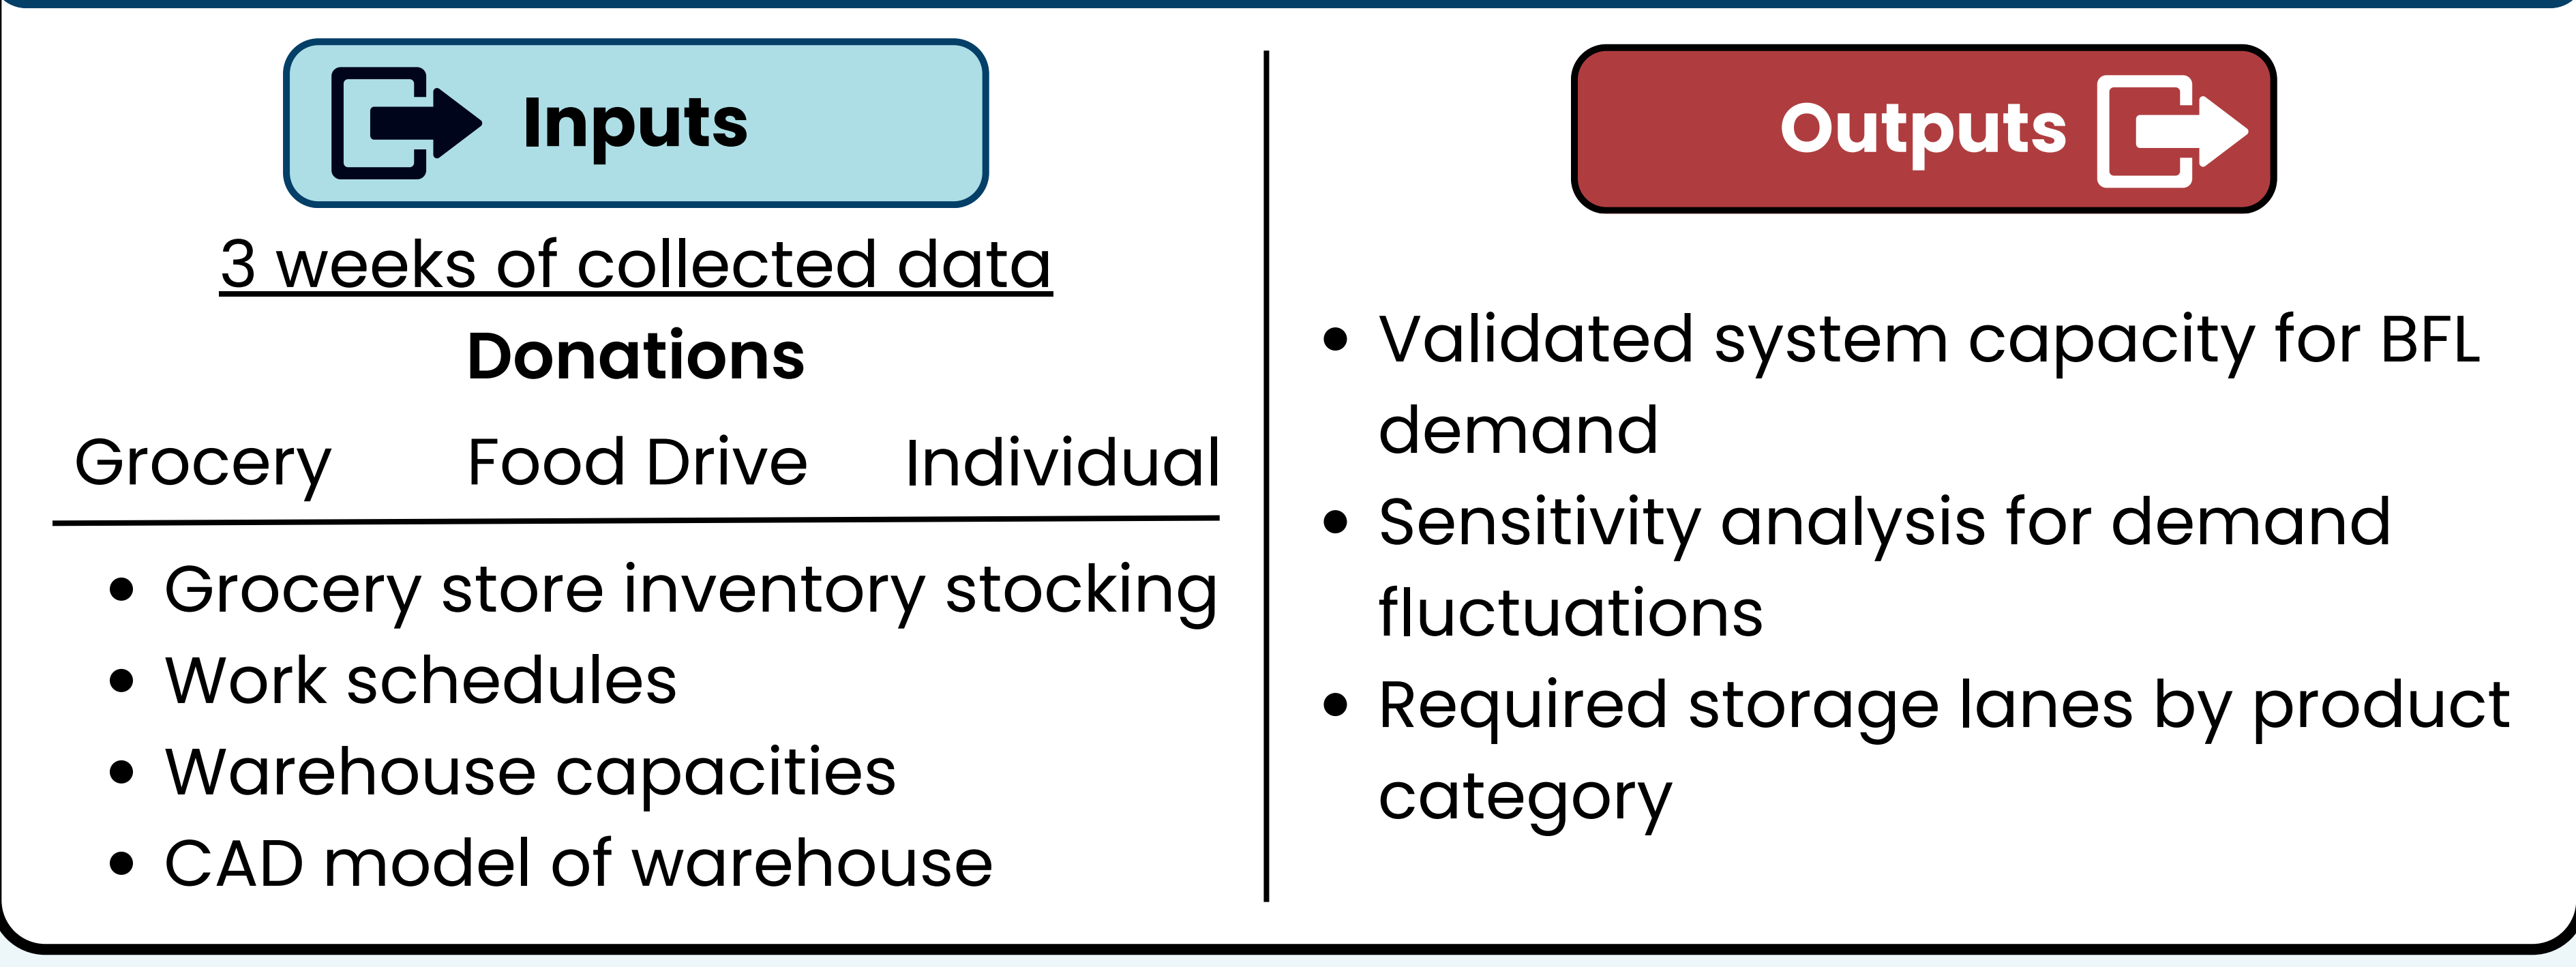 Inputs
3 weeks of collected data
Donations
Grocery Food Drive Individual
• Grocery store inventory stocking
• Work schedules
• Warehouse capacities
• CAD model of warehouse
Outputs
• Validated system capacity for BFL
demand
• Sensitivity analysis for demand
fluctuations
• Required storage lanes by product
category